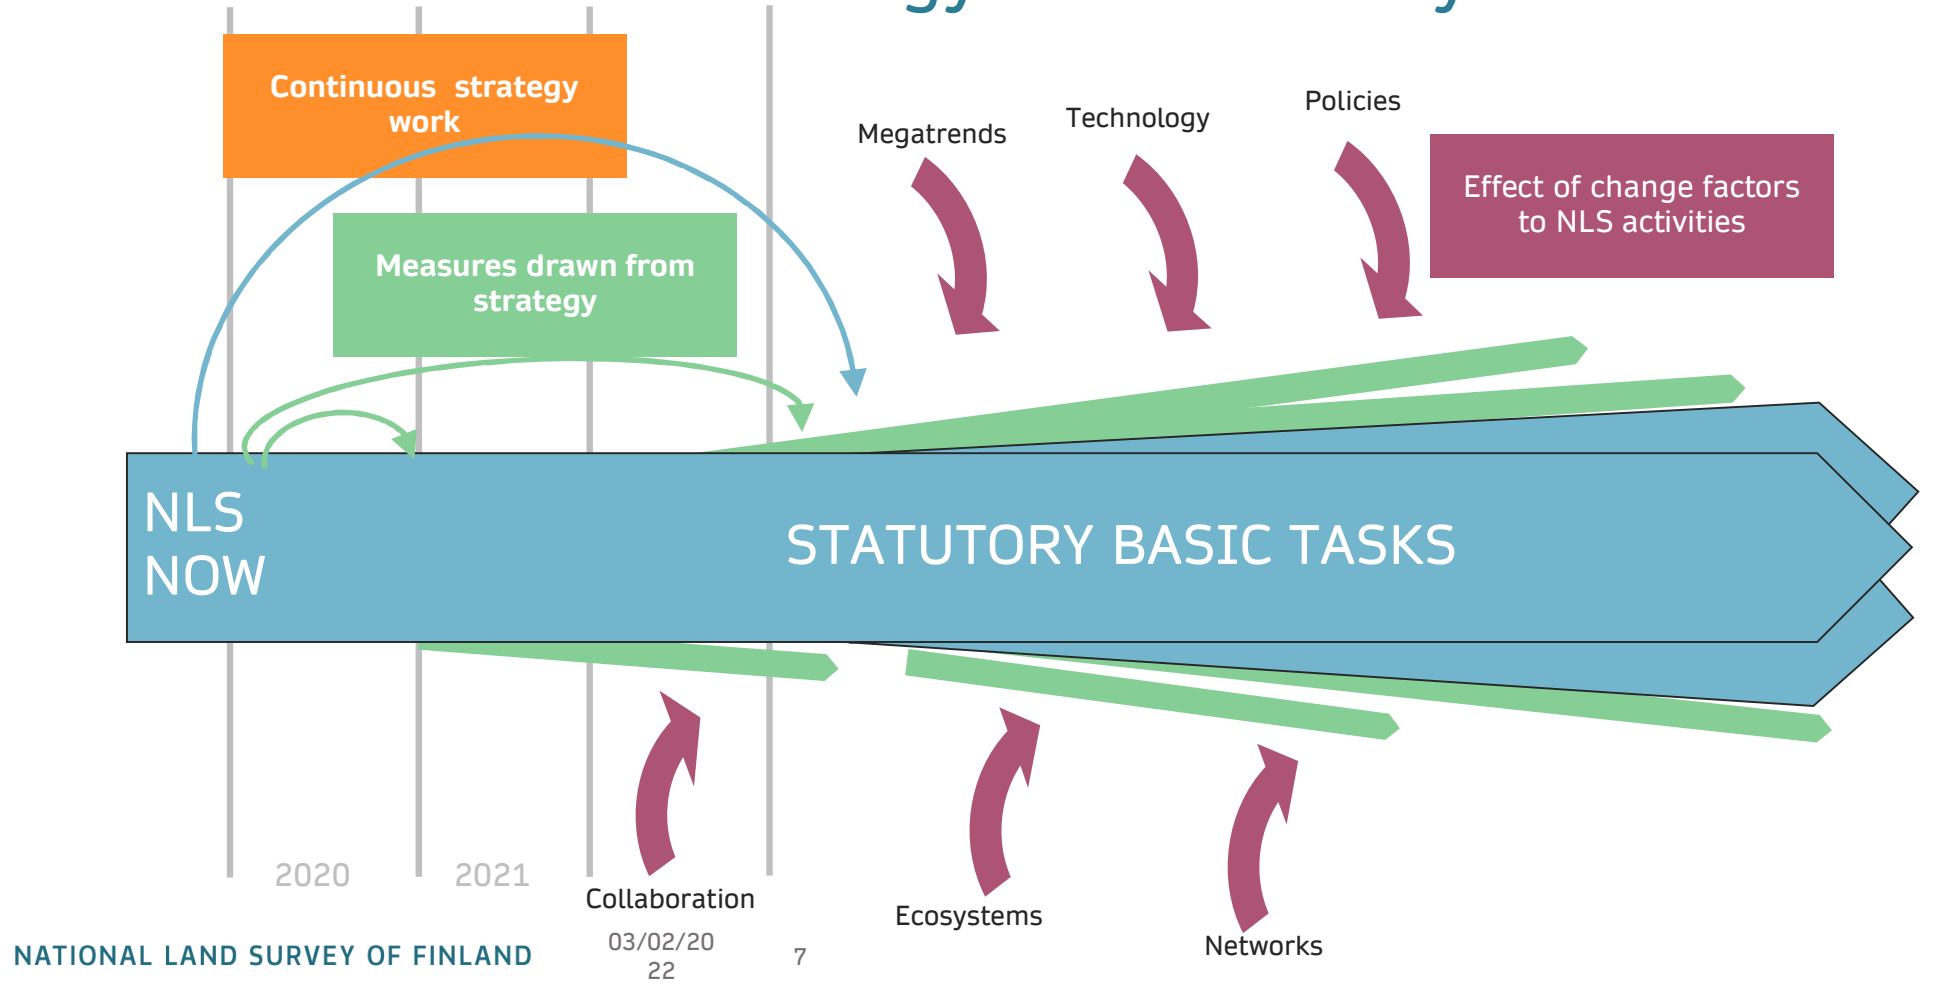 Continuous strategy
work
Measures drawn from
strategy
Megatrends
Technology
Policies
Effect of change factors
to NLS activities
NLS
NOW
STATUTORY BASIC TASKS
2020
2021
Collaboration
Ecosystems
Networks
NATIONAL LAND SURVEY OF FINLAND
03/02/20
22
7